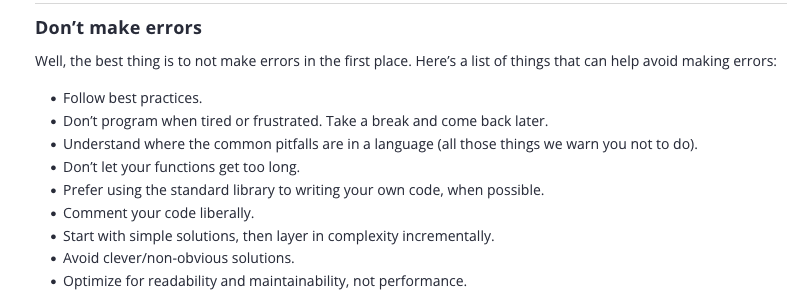 Don’t make errors
Well, the best thing is to not make errors in the first place. Here’s a list of things that can help avoid making errors:
• Follow best practices.
• Don’t program when tired or frustrated. Take a break and come back later.
• Understand where the common pitfalls are in a language (all those things we warn you not to do).
• Don’t let your functions get too long.
• Prefer using the standard library to writing your own code, when possible.
• Comment your code liberally.
• Start with simple solutions, then layer in complexity incrementally.
• Avoid clever/non-obvious solutions.
• Optimize for readability and maintainability, not performance.